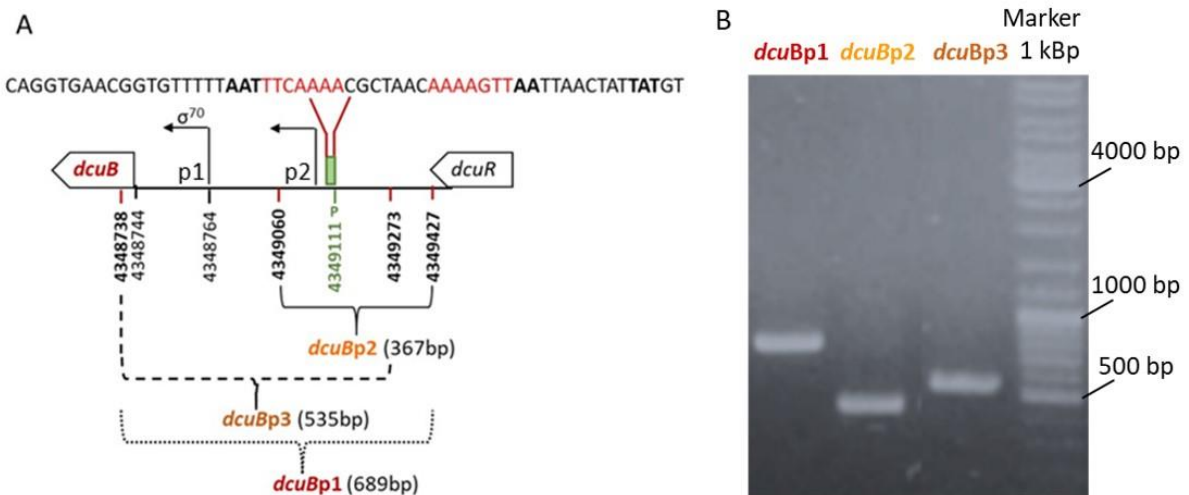 A
CAGGTGAACGGTGTTTTTAATTTCAAAACGCTAACAAAAGTTAATTAACTATTATGT
σ70
dcuB
p1
p2
dcuR
4348738
4348744
4348764
4349060
P
4349111
4349273
4349427
dcuBp2 (367bp)
dcuBp3 (535bp)
dcuBp1 (689bp)
B
Marker
dcuBp1 dcuBp2 dcuBp3 1 kBp
4000 bp
1000 bp
500 bp